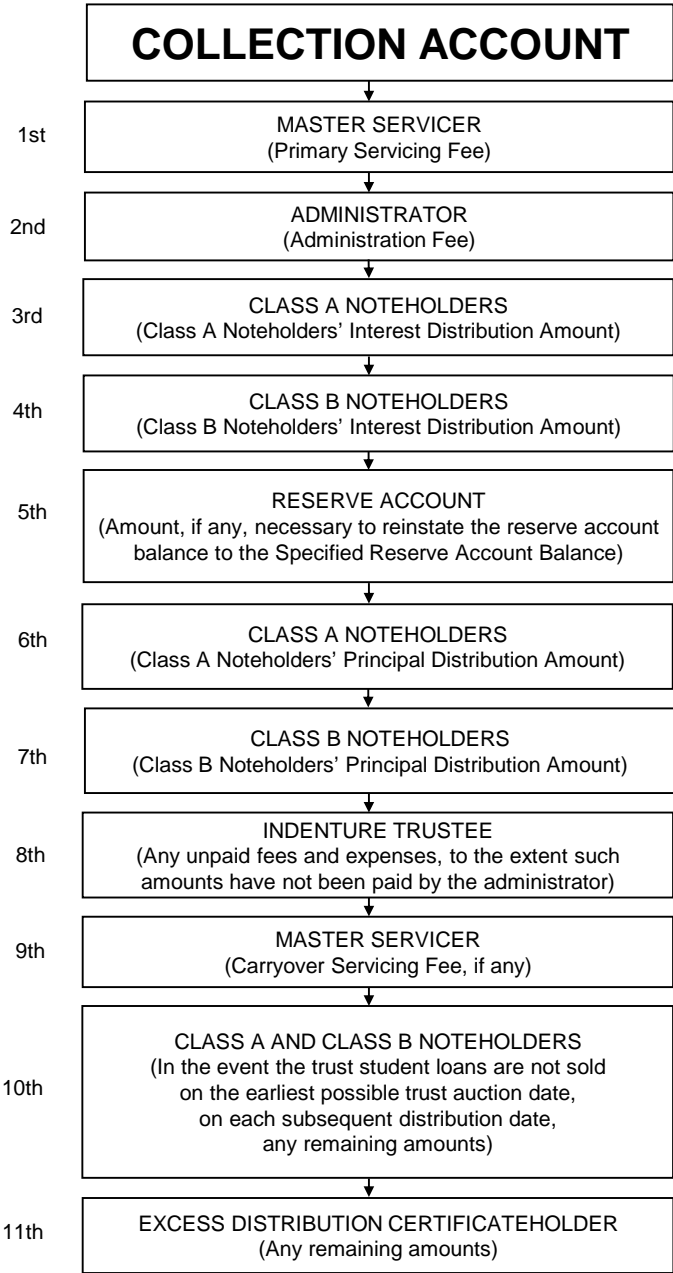 COLLECTION ACCOUNT
1st
MASTER SERVICER
(Primary Servicing Fee)
2nd
ADMINISTRATOR
(Administration Fee)
3rd
CLASS A NOTEHOLDERS
(Class A Noteholders’ Interest Distribution Amount)
4th
CLASS B NOTEHOLDERS
(Class B Noteholders’ Interest Distribution Amount)
5th
RESERVE ACCOUNT
(Amount, if any, necessary to reinstate the reserve account
balance to the Specified Reserve Account Balance)
6th
CLASS A NOTEHOLDERS
(Class A Noteholders’ Principal Distribution Amount)
7th
CLASS B NOTEHOLDERS
(Class B Noteholders’ Principal Distribution Amount)
8th
INDENTURE TRUSTEE
(Any unpaid fees and expenses, to the extent such
amounts have not been paid by the administrator)
9th
MASTER SERVICER
(Carryover Servicing Fee, if any)
10th
CLASS A AND CLASS B NOTEHOLDERS
(In the event the trust student loans are not sold
on the earliest possible trust auction date,
on each subsequent distribution date,
any remaining amounts)
11th
EXCESS DISTRIBUTION CERTIFICATEHOLDER
(Any remaining amounts)